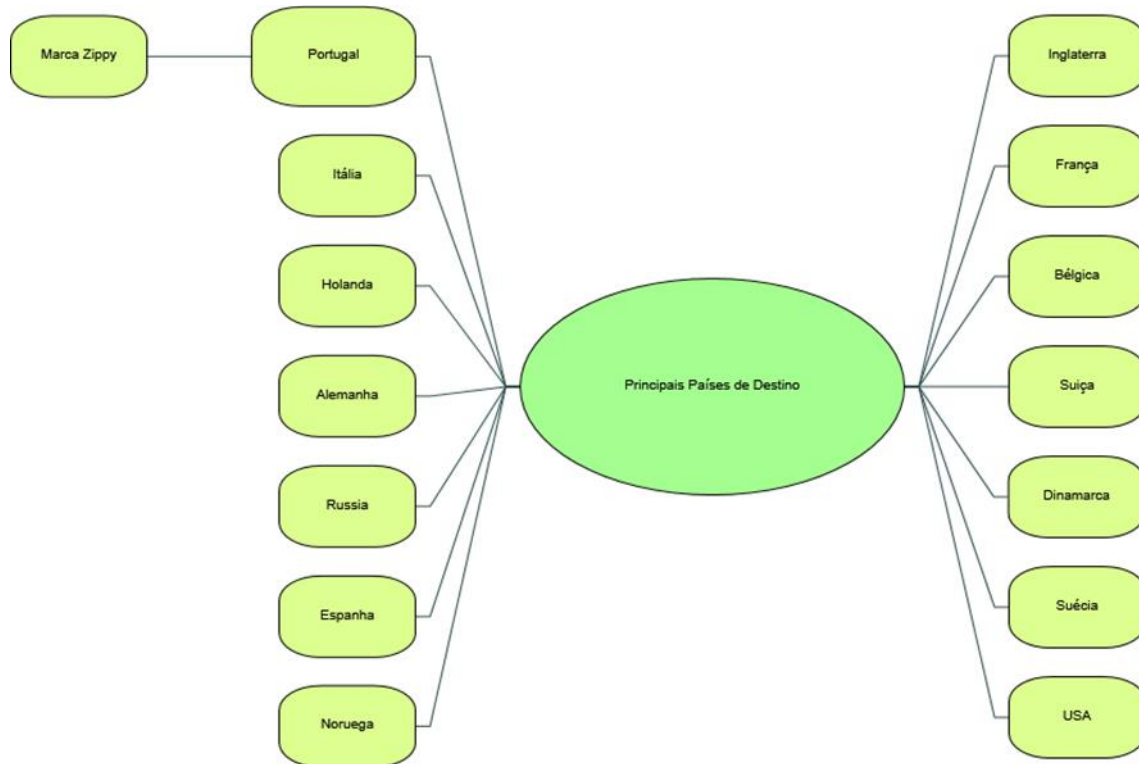 Marca Zippy
Portugal
Inglaterra
Itália
França
Holanda
Bélgica
Principais Países de Destino
Alemanha
Suiça
Russia
Dinamarca
Espanha
Suécia
Noruega
USA